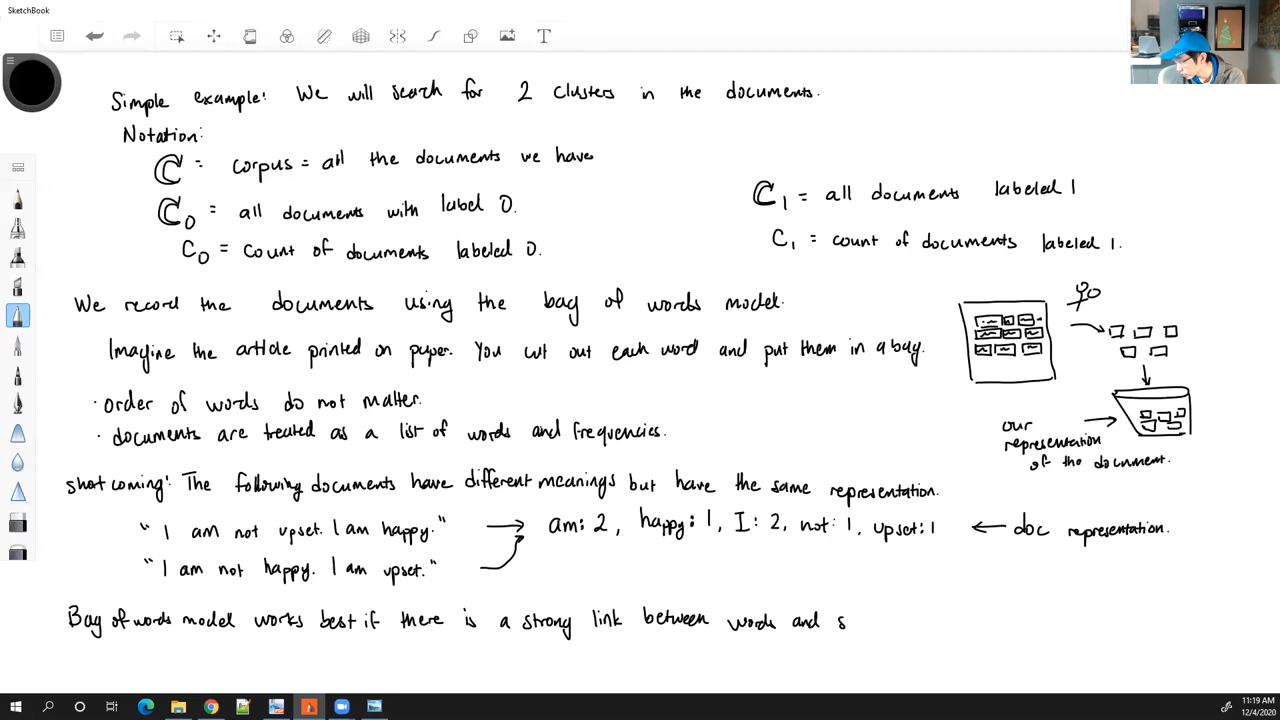 SketchBook
Simple example: We will search for 2 clusters in the documents.
Notation:
ℂ = corpus = all the documents we have
ℂ0 = all documents with label 0.
ℂ1 = all documents labeled 1
C0 = count of documents labeled 0.
C1 = count of documents labeled 1.
We record the documents using the bag of words model.
Imagine the article printed on paper. You cut out each word and put them in a bag.
· order of words do not matter.
· documents are treated as a list of words and frequencies.
our
representation
of the document.
short coming: The following documents have different meanings but have the same representation.
"I am not upset. I am happy." → am: 2, happy: 1, I: 2, not: 1, upset: 1 ← doc representation.
"I am not happy. I am upset."
Bag of words model works best if there is a strong link between words and s
11:19 AM
12/4/2020